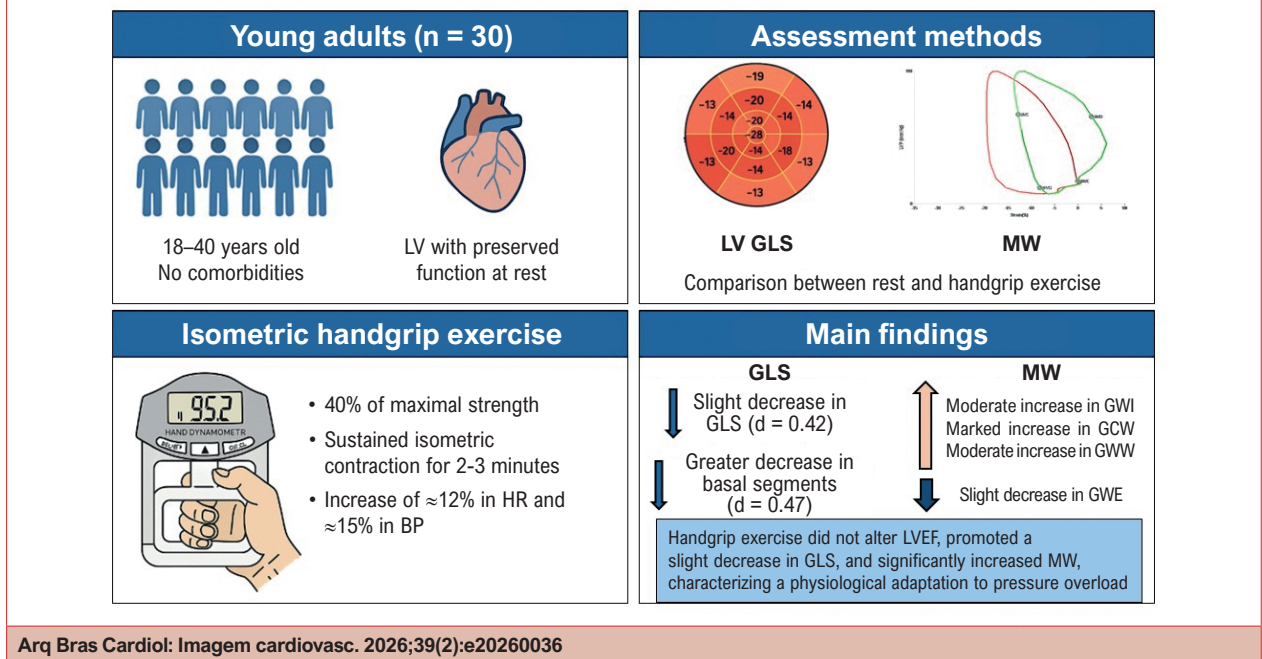 Young adults (n = 30)
18–40 years old
No comorbidities
LV with preserved
function at rest
Assessment methods
-19
-13
-20
-14
-14
-20
-14
-28
-20
-14
-18
-13
-14
-13
-13
LV GLS
MW
Comparison between rest and handgrip exercise
Isometric handgrip exercise
95.2
HAND DYNAMOMETR
• 40% of maximal strength
• Sustained isometric
contraction for 2-3 minutes
• Increase of ≈12% in HR and
≈15% in BP
Main findings
GLS
Slight decrease in
GLS (d = 0.42)
Greater decrease in
basal segments
(d = 0.47)
MW
Moderate increase in GWI
Marked increase in GCW
Moderate increase in GWW
Slight decrease in GWE
Handgrip exercise did not alter LVEF, promoted a
slight decrease in GLS, and significantly increased MW,
characterizing a physiological adaptation to pressure overload
Arq Bras Cardiol: Imagem cardiovasc. 2026;39(2):e20260036